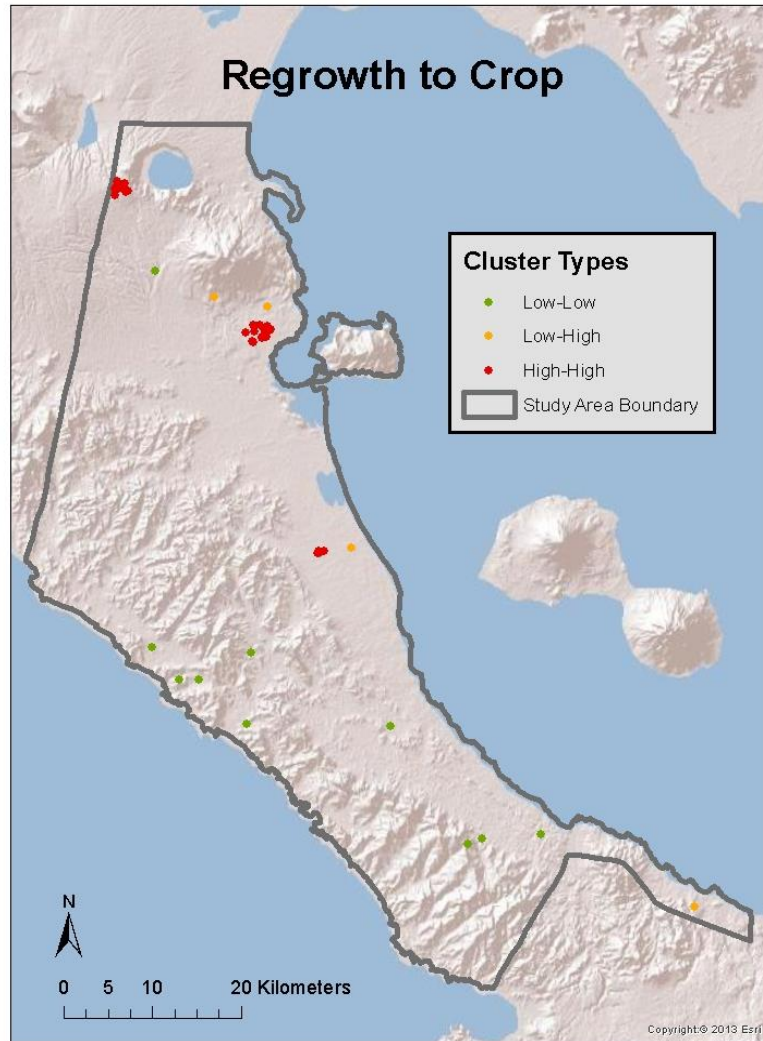 Regrowth to Crop
Cluster Types
Low-Low
Low-High
High-High
Study Area Boundary
N
0 5 10 20 Kilometers
Copyright:© 2013 Esri